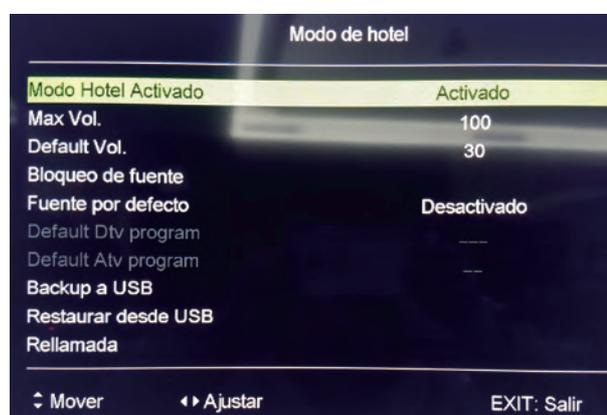 Modo de hotel
Modo Hotel Activado Activado
Max Vol. 100
Default Vol. 30
Bloqueo de fuente
Fuente por defecto Desactivado
Default Dtv program ---
Default Atv program --
Backup a USB
Restaurar desde USB
Rellamada
Mover Ajustar EXIT: Salir